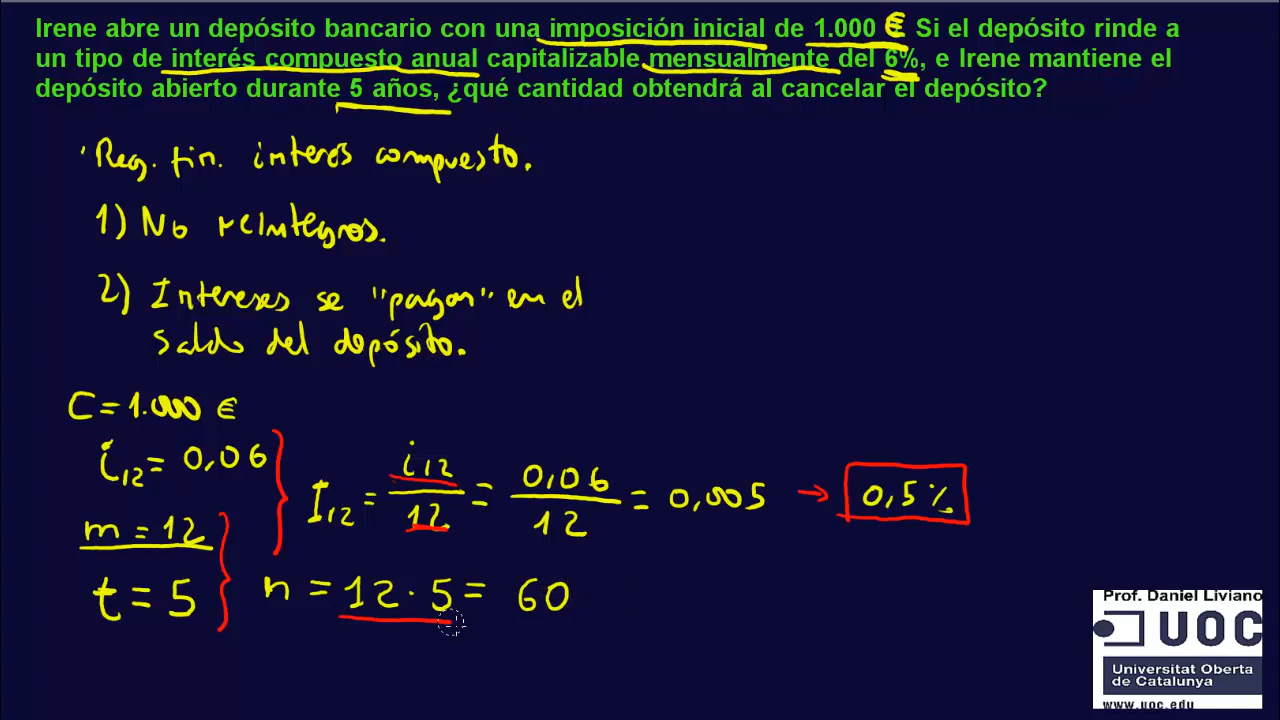 Irene abre un depósito bancario con una imposición inicial de 1.000 € Si el depósito rinde a
un tipo de interés compuesto anual capitalizable mensualmente del 6%, e Irene mantiene el
depósito abierto durante 5 años, ¿qué cantidad obtendrá al cancelar el depósito?
Reg. fin. interés compuesto.
1) No reintegros.
2) Intereses se "pagan" en el
saldo del depósito.
C = 1.000 €
i₁₂ = 0,06
I₁₂ = i₁₂/12 = 0,06/12 = 0,005 → 0,5%
m = 12
t = 5
n = 12 · 5 = 60
Prof. Daniel Liviano
UOC
Universitat Oberta
de Catalunya
www.uoc.edu